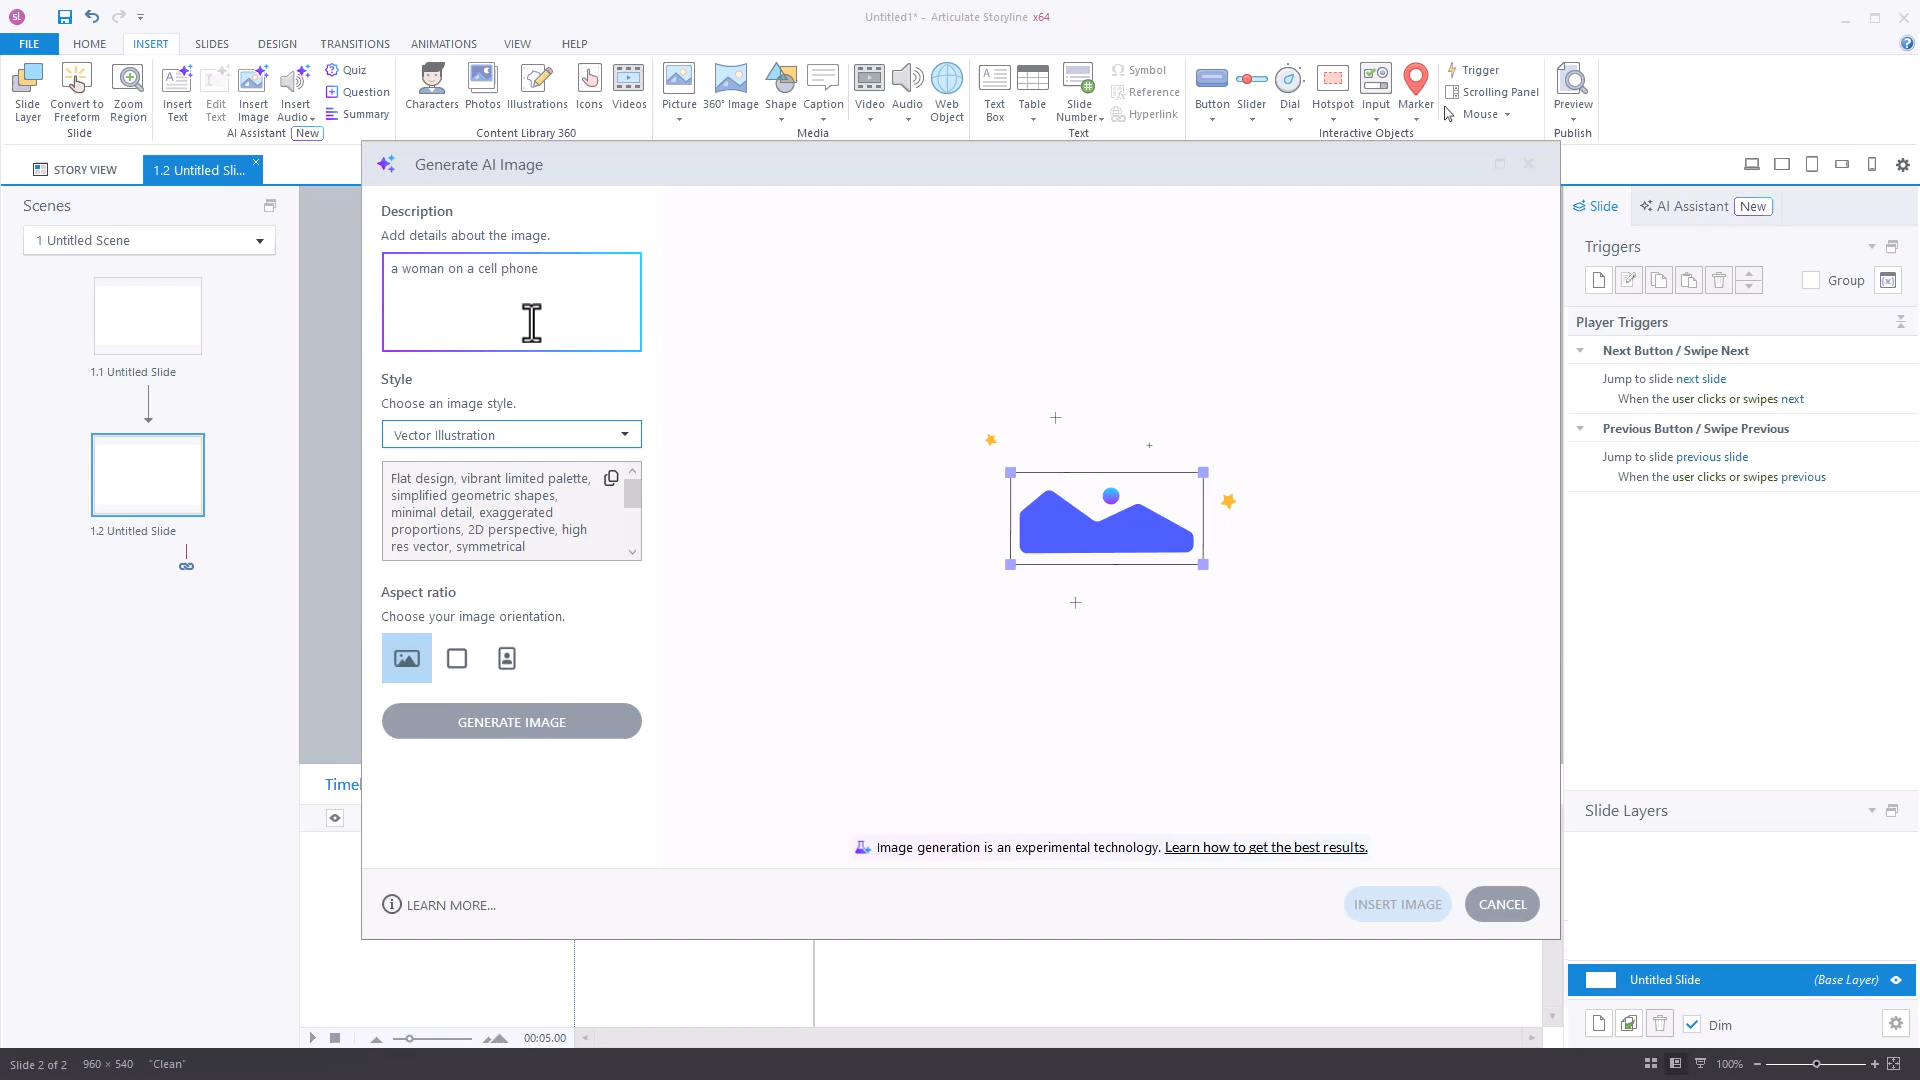 sl
Untitled1* - Articulate Storyline x64
FILE
HOME
INSERT
SLIDES
DESIGN
TRANSITIONS
ANIMATIONS
VIEW
HELP
Slide
Layer
Convert to
Freeform
Zoom
Region
Slide
Insert
Text
Edit
Text
Insert
Image
Insert
Audio
Quiz
Question
Summary
AI Assistant New
Characters
Photos
Illustrations
Icons
Videos
Content Library 360
Picture
360° Image
Shape
Caption
Video
Audio
Web
Object
Media
Text
Box
Table
Slide
Number
Symbol
Reference
Hyperlink
Text
Button
Slider
Dial
Hotspot
Input
Marker
Trigger
Scrolling Panel
Mouse
Interactive Objects
Preview
Publish
STORY VIEW
1.2 Untitled Sli...
Scenes
1 Untitled Scene
1.1 Untitled Slide
1.2 Untitled Slide
Generate AI Image
Description
Add details about the image.
a woman on a cell phone
Style
Choose an image style.
Vector Illustration
Flat design, vibrant limited palette,
simplified geometric shapes,
minimal detail, exaggerated
proportions, 2D perspective, high
res vector, symmetrical
Aspect ratio
Choose your image orientation.
GENERATE IMAGE
Image generation is an experimental technology. Learn how to get the best results.
LEARN MORE...
INSERT IMAGE
CANCEL
Timel
00:05.00
Slide
AI Assistant New
Triggers
Group
Player Triggers
Next Button / Swipe Next
Jump to slide next slide
When the user clicks or swipes next
Previous Button / Swipe Previous
Jump to slide previous slide
When the user clicks or swipes previous
Slide Layers
Untitled Slide (Base Layer)
Dim
Slide 2 of 2
960 × 540
"Clean"
100%